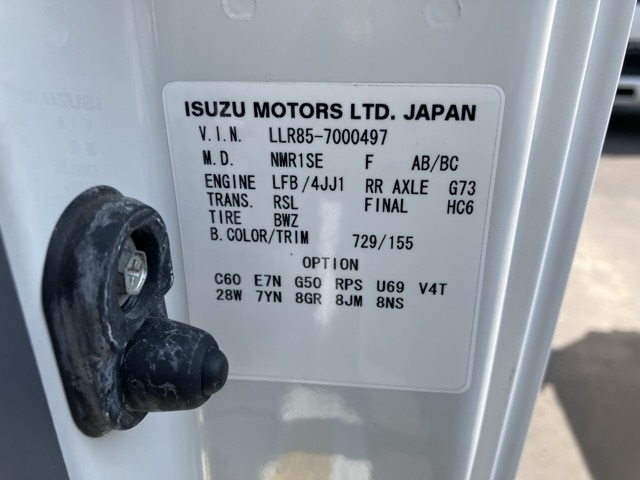 ISUZU MOTORS LTD. JAPAN
V.I.N. LLR85-7000497
M.D. NMR1SE F AB/BC
ENGINE LFB/4JJ1 RR AXLE G73
TRANS. RSL FINAL HC6
TIRE BWZ
B.COLOR/TRIM 729/155
OPTION
C60 E7N G50 RPS U69 V4T
28W 7YN 8GR 8JM 8NS